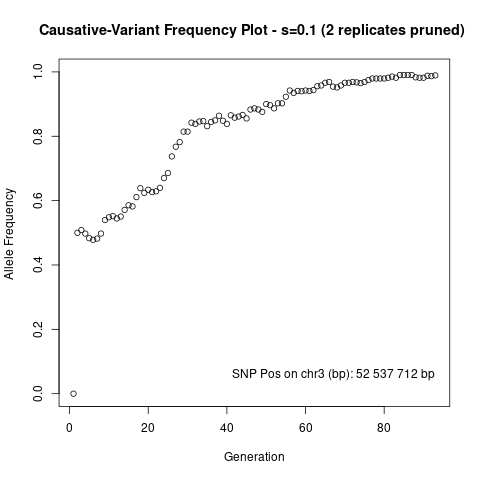 Causative-Variant Frequency Plot - s=0.1 (2 replicates pruned)
1.0
0.8
0.6
0.4
0.2
0.0
Allele Frequency
SNP Pos on chr3 (bp): 52 537 712 bp
0 20 40 60 80
Generation